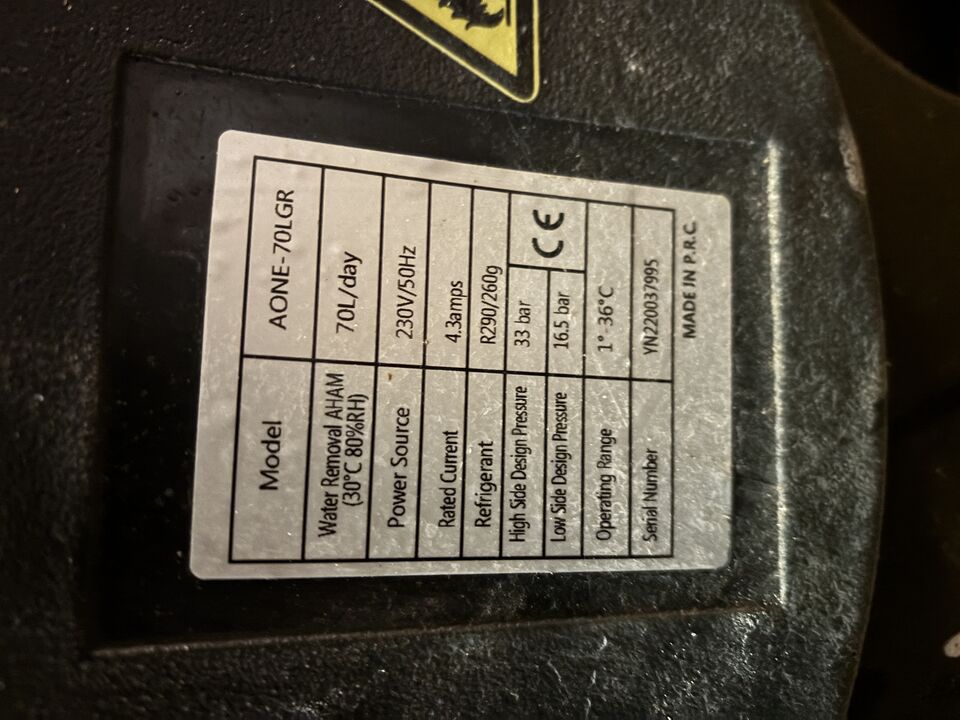 Model AONE-70LGR
Water Removal AHAM 70L/day
(30°C 80%RH)
Power Source 230V/50Hz
Rated Current 4.3amps
Refrigerant R290/260g
High Side Design Pressure 33 bar
CE
Low Side Design Pressure 16.5 bar
Operating Range 1°-36°C
Serial Number YN220037995
MADE IN P.R.C.